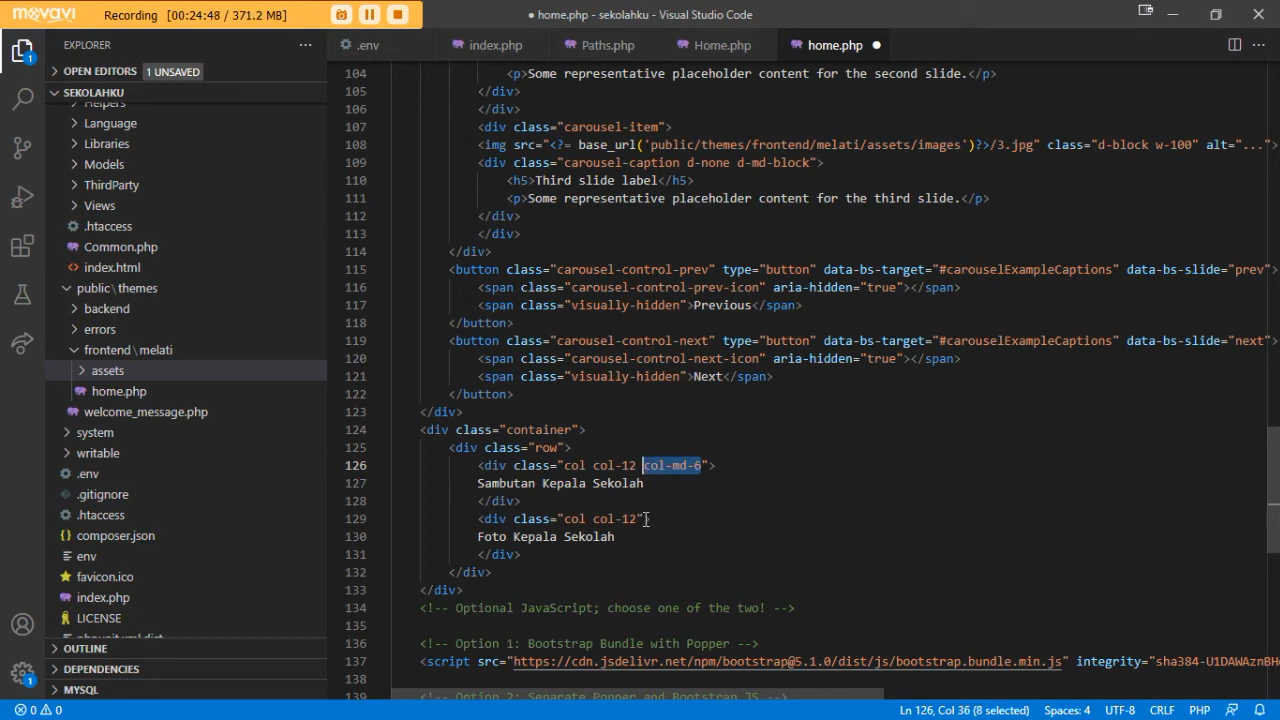 movavi Recording 00:24:48 / 371.2 MB)
● home.php - sekolahku - Visual Studio Code
EXPLORER
OPEN EDITORS 1 UNSAVED
SEKOLAHKU
Helpers
Language
Libraries
Models
ThirdParty
Views
.htaccess
Common.php
index.html
public \ themes
backend
errors
frontend \ melati
assets
home.php
welcome_message.php
system
writable
.env
.gitignore
.htaccess
composer.json
env
favicon.ico
index.php
LICENSE
phpunit.xml.dist
OUTLINE
DEPENDENCIES
MYSQL
.env index.php Paths.php Home.php home.php
104 <p>Some representative placeholder content for the second slide.</p>
105 </div>
106 </div>
107 <div class="carousel-item">
108 <img src="<?= base_url('public/themes/frontend/melati/assets/images')?>/3.jpg" class="d-block w-100" alt="...">
109 <div class="carousel-caption d-none d-md-block">
110 <h5>Third slide label</h5>
111 <p>Some representative placeholder content for the third slide.</p>
112 </div>
113 </div>
114 </div>
115 <button class="carousel-control-prev" type="button" data-bs-target="#carouselExampleCaptions" data-bs-slide="prev"
116 <span class="carousel-control-prev-icon" aria-hidden="true"></span>
117 <span class="visually-hidden">Previous</span>
118 </button>
119 <button class="carousel-control-next" type="button" data-bs-target="#carouselExampleCaptions" data-bs-slide="next"
120 <span class="carousel-control-next-icon" aria-hidden="true"></span>
121 <span class="visually-hidden">Next</span>
122 </button>
123 </div>
124 <div class="container">
125 <div class="row">
126 <div class="col col-12 col-md-6">
127 Sambutan Kepala Sekolah
128 </div>
129 <div class="col col-12">
130 Foto Kepala Sekolah
131 </div>
132 </div>
133 </div>
134 <!-- Optional JavaScript; choose one of the two! -->
135
136 <!-- Option 1: Bootstrap Bundle with Popper -->
137 <script src="https://cdn.jsdelivr.net/npm/bootstrap@5.1.0/dist/js/bootstrap.bundle.min.js" integrity="sha384-U1DAWAznBH
138
139 <!-- Option 2: Separate Popper and Bootstrap JS -->
0 0 Ln 126, Col 36 (8 selected) Spaces: 4 UTF-8 CRLF PHP